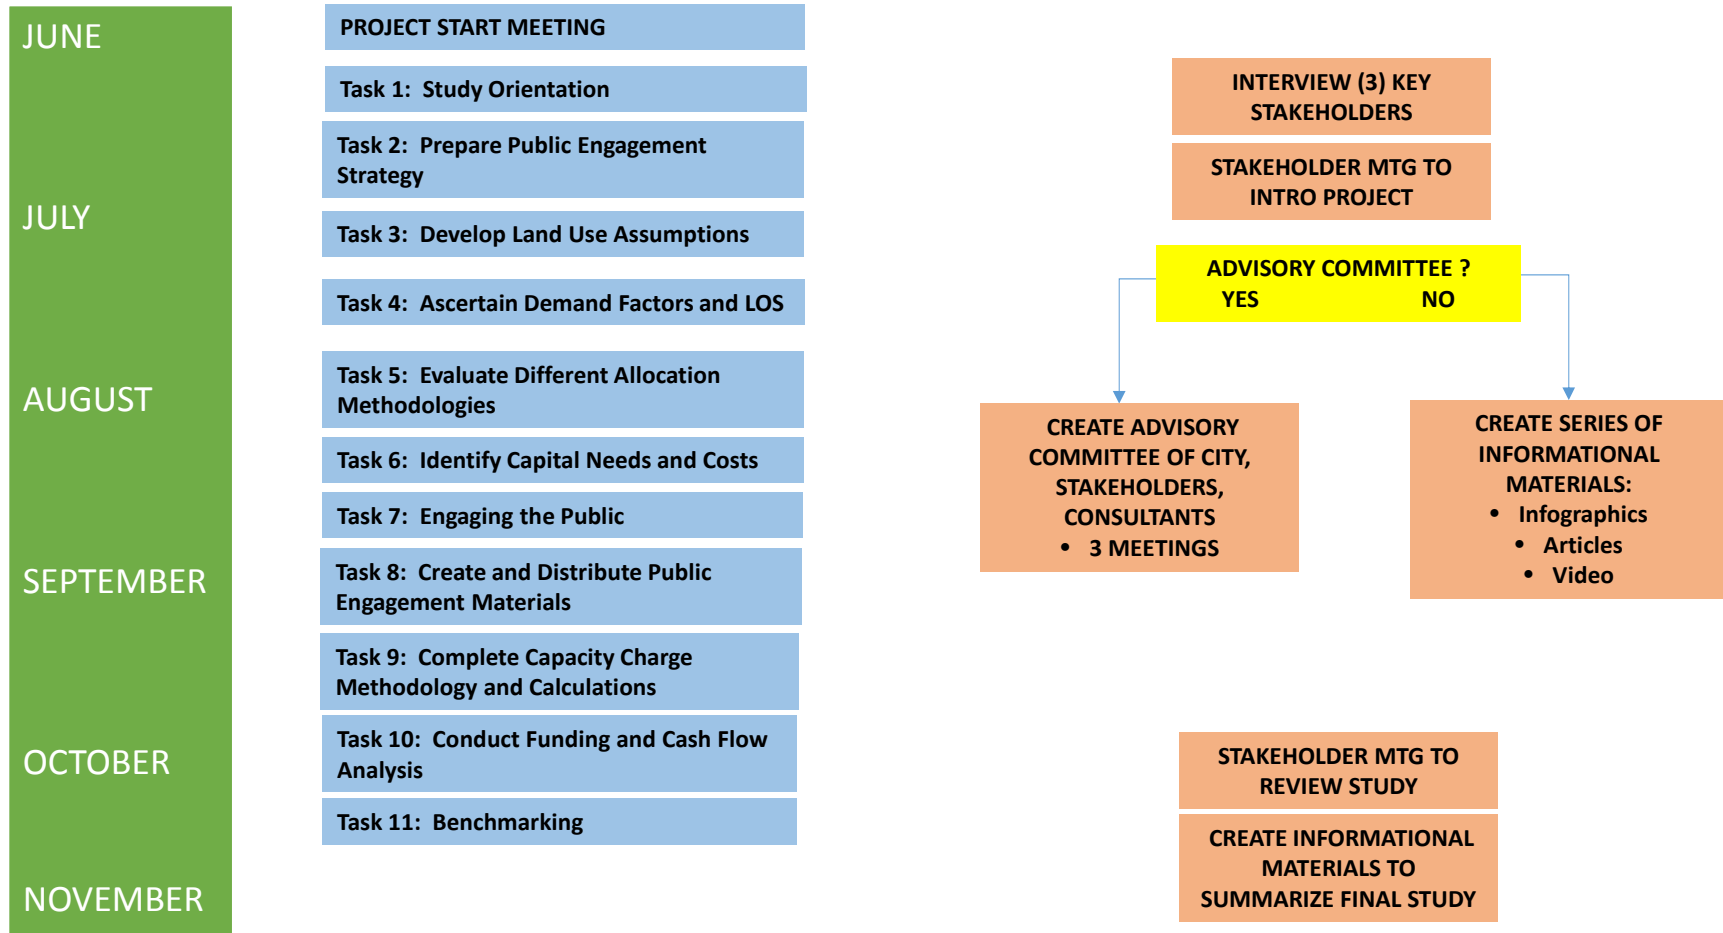 JUNE
JULY
AUGUST
SEPTEMBER
OCTOBER
NOVEMBER
PROJECT START MEETING
Task 1:  Study Orientation
Task 2:  Prepare Public Engagement
Strategy
Task 3:  Develop Land Use Assumptions
Task 4:  Ascertain Demand Factors and LOS
Task 5:  Evaluate Different Allocation
Methodologies
Task 6:  Identify Capital Needs and Costs
Task 7:  Engaging the Public
Task 8:  Create and Distribute Public
Engagement Materials
Task 9:  Complete Capacity Charge
Methodology and Calculations
Task 10:  Conduct Funding and Cash Flow
Analysis
Task 11:  Benchmarking
INTERVIEW (3) KEY
STAKEHOLDERS
STAKEHOLDER MTG TO
INTRO PROJECT
ADVISORY COMMITTEE ?
YES NO
CREATE ADVISORY
COMMITTEE OF CITY,
STAKEHOLDERS,
CONSULTANTS
• 3 MEETINGS
CREATE SERIES OF
INFORMATIONAL
MATERIALS:
• Infographics
• Articles
• Video
STAKEHOLDER MTG TO
REVIEW STUDY
CREATE INFORMATIONAL
MATERIALS TO
SUMMARIZE FINAL STUDY